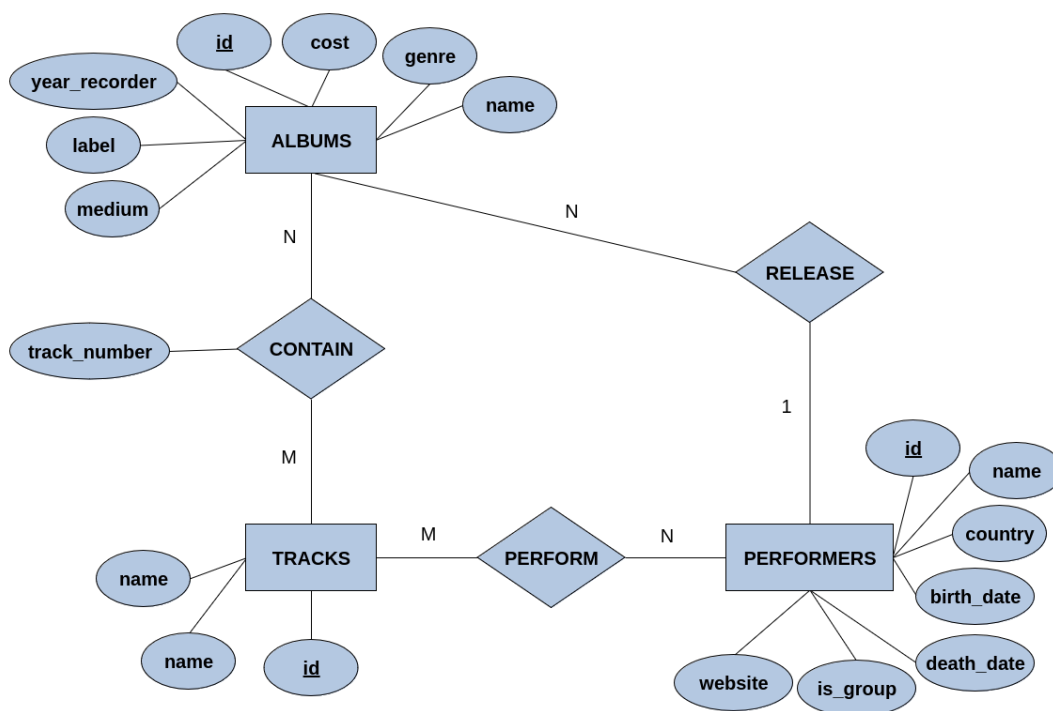 id
cost
genre
year_recorder
name
label
ALBUMS
medium
N
N
RELEASE
track_number
CONTAIN
1
M
id
name
country
M
N
TRACKS
PERFORM
PERFORMERS
name
birth_date
name
id
website
is_group
death_date